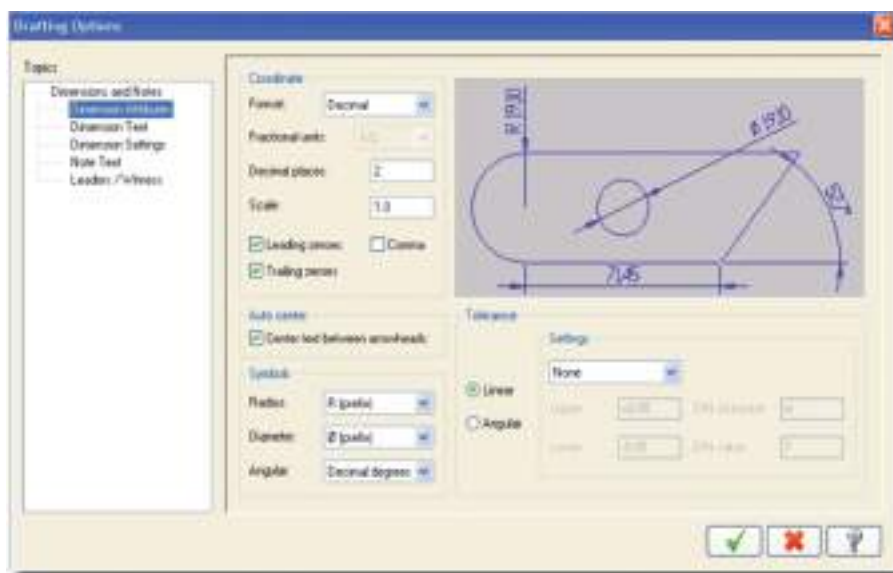 Drafting Options
Topics
Dimensions and Notes
Dimension Attributes
Dimension Text
Dimension Settings
Note Text
Leaders / Witness
Coordinate
Format: Decimal
Fractional units:
Decimal places: 2
Scale: 1.0
Leading zeroes Comma
Trailing zeroes
Auto center
Center text between arrowheads
Symbols
Radius: R (prefix)
Diameter: Ø (prefix)
Angular: Decimal degrees
Tolerance
Linear
Angular
Settings
None
Upper
Lower